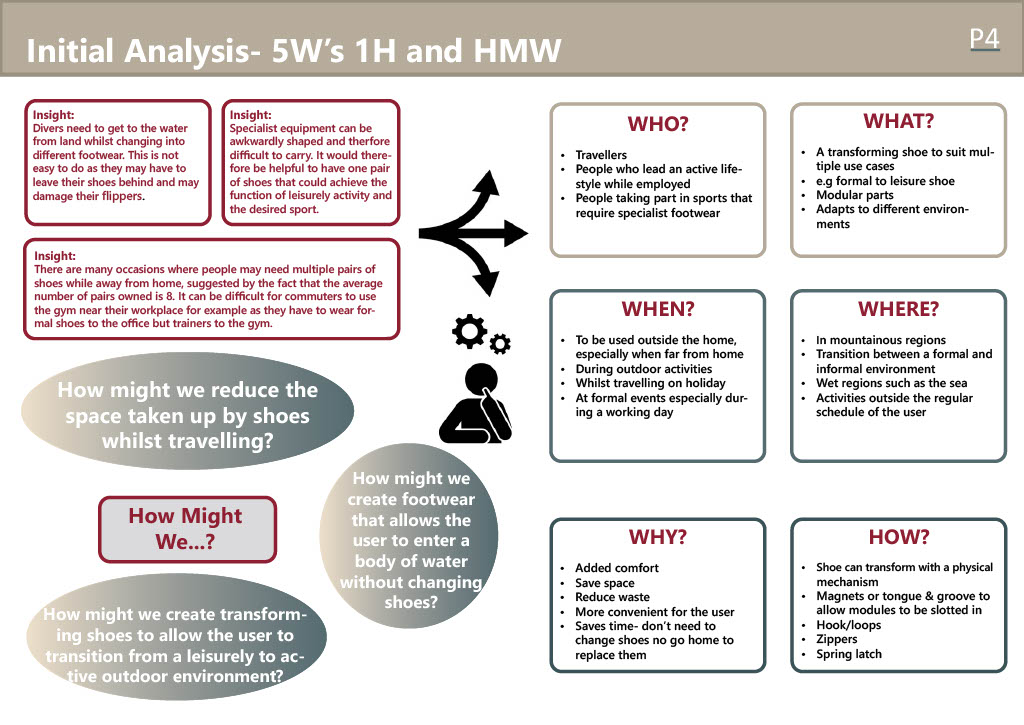 Initial Analysis- 5W’s 1H and HMW
P4
Insight:
Divers need to get to the water
from land whilst changing into
different footwear. This is not
easy to do as they may have to
leave their shoes behind and may
damage their flippers.
Insight:
Specialist equipment can be
awkwardly shaped and therfore
difficult to carry. It would there-
fore be helpful to have one pair
of shoes that could achieve the
function of leisurely activity and
the desired sport.
Insight:
There are many occasions where people may need multiple pairs of
shoes while away from home, suggested by the fact that the average
number of pairs owned is 8. It can be difficult for commuters to use
the gym near their workplace for example as they have to wear for-
mal shoes to the office but trainers to the gym.
How might we reduce the
space taken up by shoes
whilst travelling?
How might we
create footwear
that allows the
user to enter a
body of water
without changing
shoes?
How Might
We...?
How might we create transform-
ing shoes to allow the user to
transition from a leisurely to ac-
tive outdoor environment?
WHO?
• Travellers
• People who lead an active life-
style while employed
• People taking part in sports that
require specialist footwear
WHAT?
• A transforming shoe to suit mul-
tiple use cases
• e.g formal to leisure shoe
• Modular parts
• Adapts to different environ-
ments
WHEN?
• To be used outside the home,
especially when far from home
• During outdoor activities
• Whilst travelling on holiday
• At formal events especially dur-
ing a working day
WHERE?
• In mountainous regions
• Transition between a formal and
informal environment
• Wet regions such as the sea
• Activities outside the regular
schedule of the user
WHY?
• Added comfort
• Save space
• Reduce waste
• More convenient for the user
• Saves time- don’t need to
change shoes no go home to
replace them
HOW?
• Shoe can transform with a physical
mechanism
• Magnets or tongue & groove to
allow modules to be slotted in
• Hook/loops
• Zippers
• Spring latch